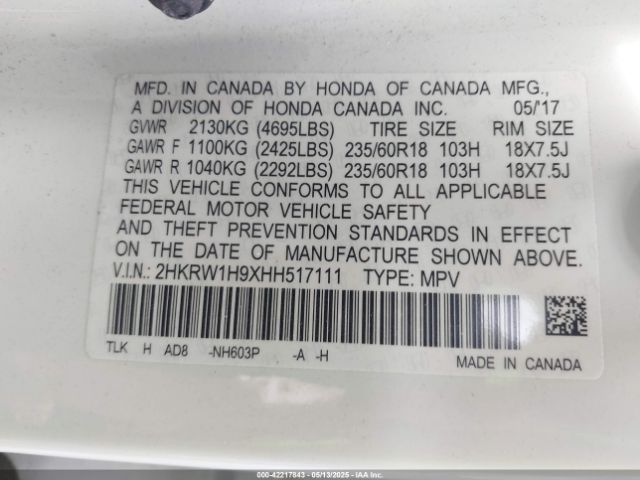 MFD. IN CANADA BY HONDA OF CANADA MFG.,
A DIVISION OF HONDA CANADA INC. 05/'17
GVWR 2130KG (4695LBS) TIRE SIZE RIM SIZE
GAWR F 1100KG (2425LBS) 235/60R18 103H 18X7.5J
GAWR R 1040KG (2292LBS) 235/60R18 103H 18X7.5J
THIS VEHICLE CONFORMS TO ALL APPLICABLE
FEDERAL MOTOR VEHICLE SAFETY
AND THEFT PREVENTION STANDARDS IN EFFECT
ON THE DATE OF MANUFACTURE SHOWN ABOVE.
V.I.N: 2HKRW1H9XHH517111 TYPE: MPV
TLK H AD8 -NH603P -A -H
MADE IN CANADA
000-42217843 - 05/13/2025 - IAA Inc.